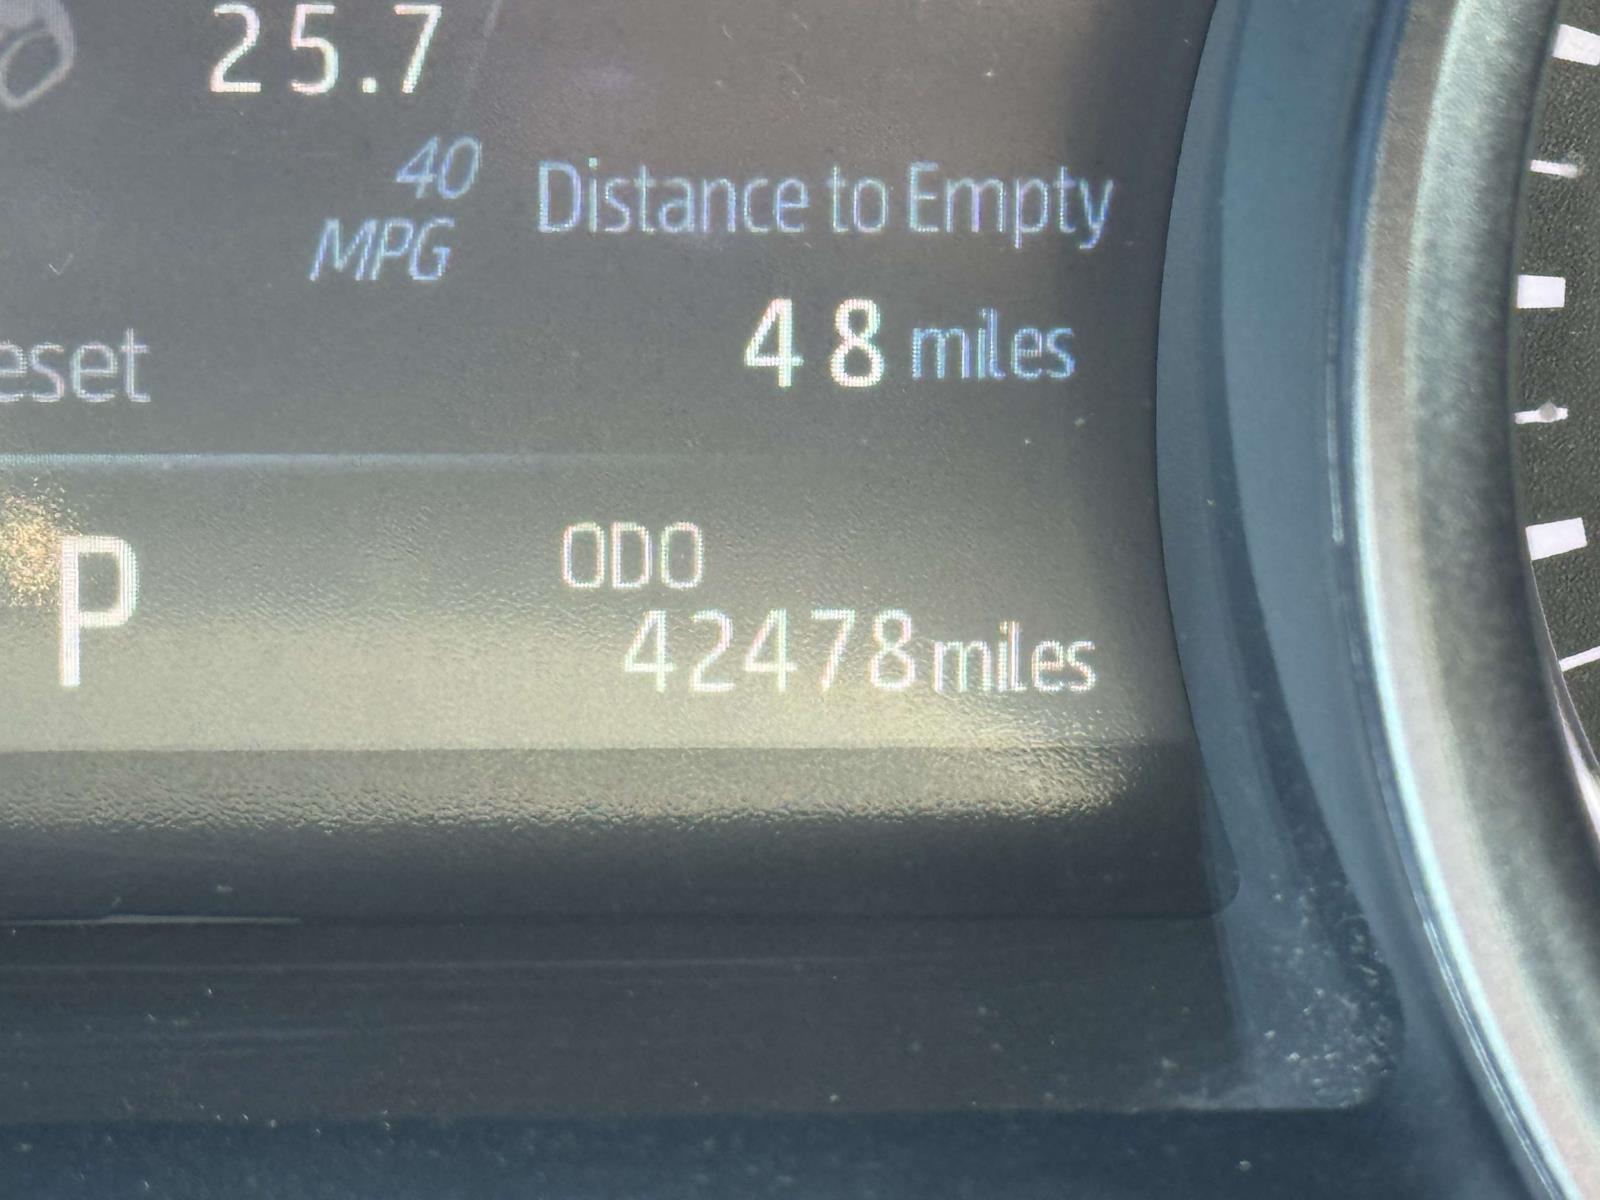 25.7
40
MPG
Distance to Empty
48 miles
eset
P
ODO
42478 miles